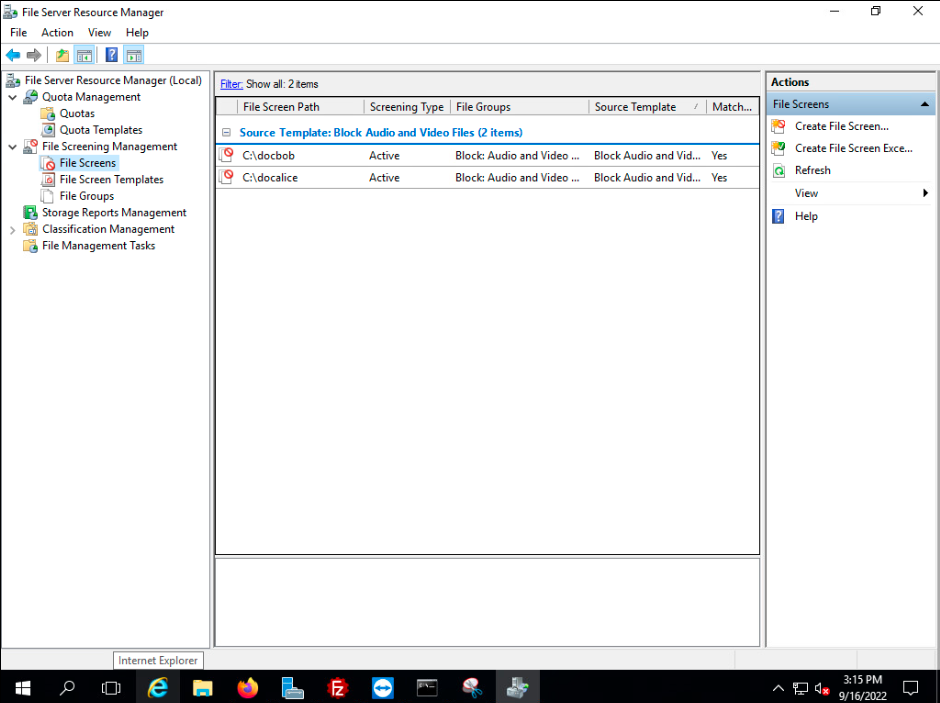 File Server Resource Manager
File Action View Help
File Server Resource Manager (Local)
Quota Management
Quotas
Quota Templates
File Screening Management
File Screens
File Screen Templates
File Groups
Storage Reports Management
Classification Management
File Management Tasks
Filter: Show all: 2 items
File Screen Path Screening Type File Groups Source Template / Match...
Source Template: Block Audio and Video Files (2 items)
C:\docbob Active Block: Audio and Video ... Block Audio and Vid... Yes
C:\docalice Active Block: Audio and Video ... Block Audio and Vid... Yes
Actions
File Screens
Create File Screen...
Create File Screen Exce...
Refresh
View
Help
Internet Explorer
3:15 PM
9/16/2022